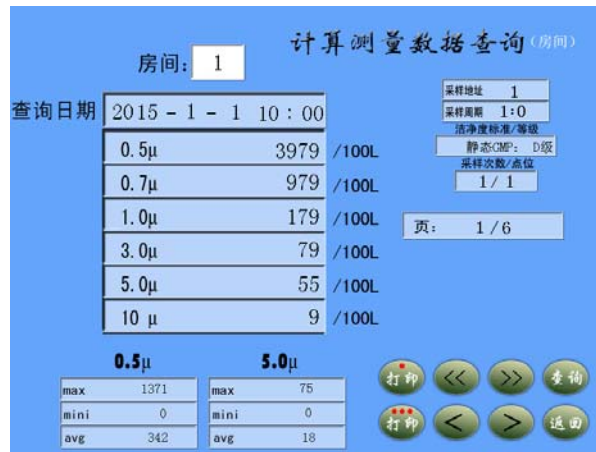 计算测量数据查询(房间)
房间: 1
查询日期 2015 - 1 - 1 10 : 00
采样地址 1
采样周期 1:0
洁净度标准/等级
静态GMP: D级
采样次数/点位
1/ 1
0.5μ 3979 /100L
0.7μ 979 /100L
1.0μ 179 /100L
3.0μ 79 /100L
5.0μ 55 /100L
10 μ 9 /100L
页: 1/6
0.5μ 5.0μ
max 1371 max 75
mini 0 mini 0
avg 342 avg 18
打印 << >> 查询
打印 < > 返回